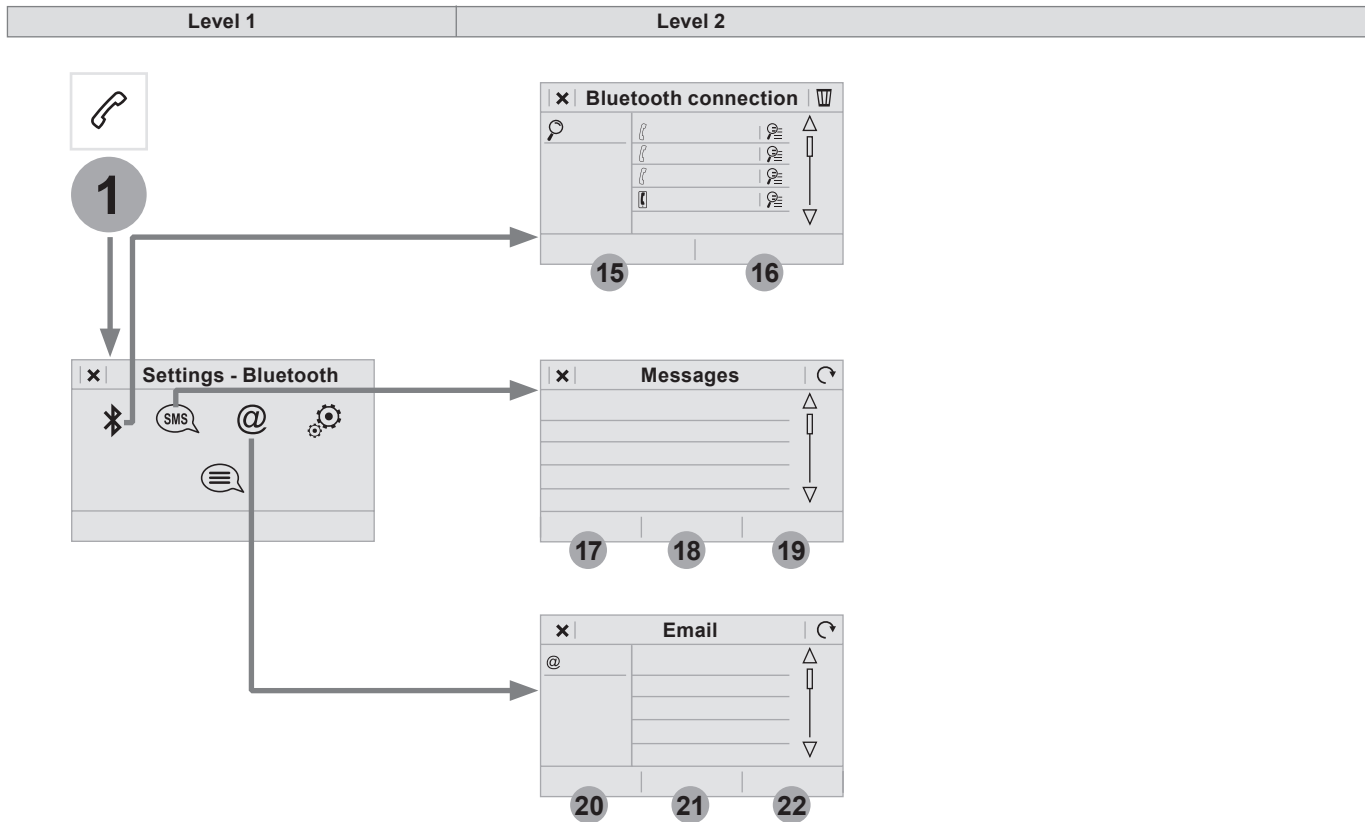 Level 1 Level 2
1
Bluetooth connection
15 16
Settings - Bluetooth
SMS @
Messages
17 18 19
Email
@
20 21 22